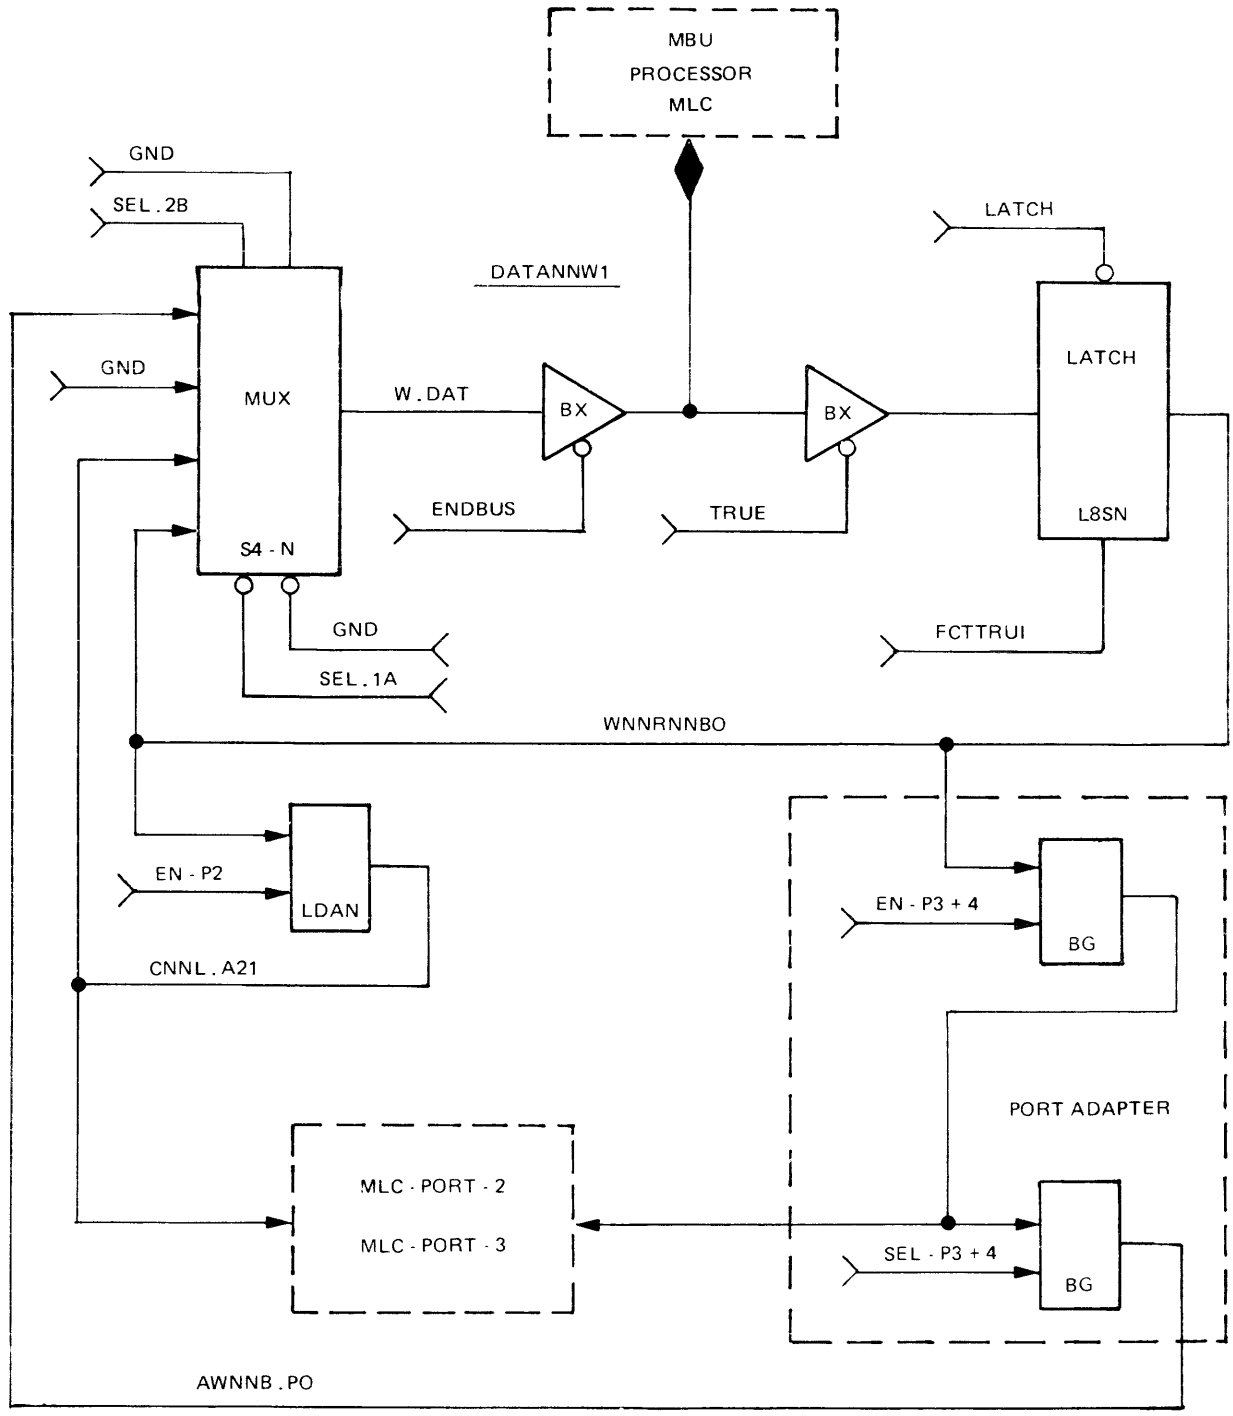 MBU
PROCESSOR
MLC
GND
SEL.2B
LATCH
DATANNW1
GND
MUX
W.DAT
BX
BX
LATCH
ENDBUS
TRUE
L8SN
S4-N
GND
SEL.1A
FCTTRUI
WNNRNNBO
EN-P2
LDAN
EN-P3+4
BG
CNNL.A21
PORT ADAPTER
MLC-PORT-2
MLC-PORT-3
SEL-P3+4
BG
AWNNB.PO